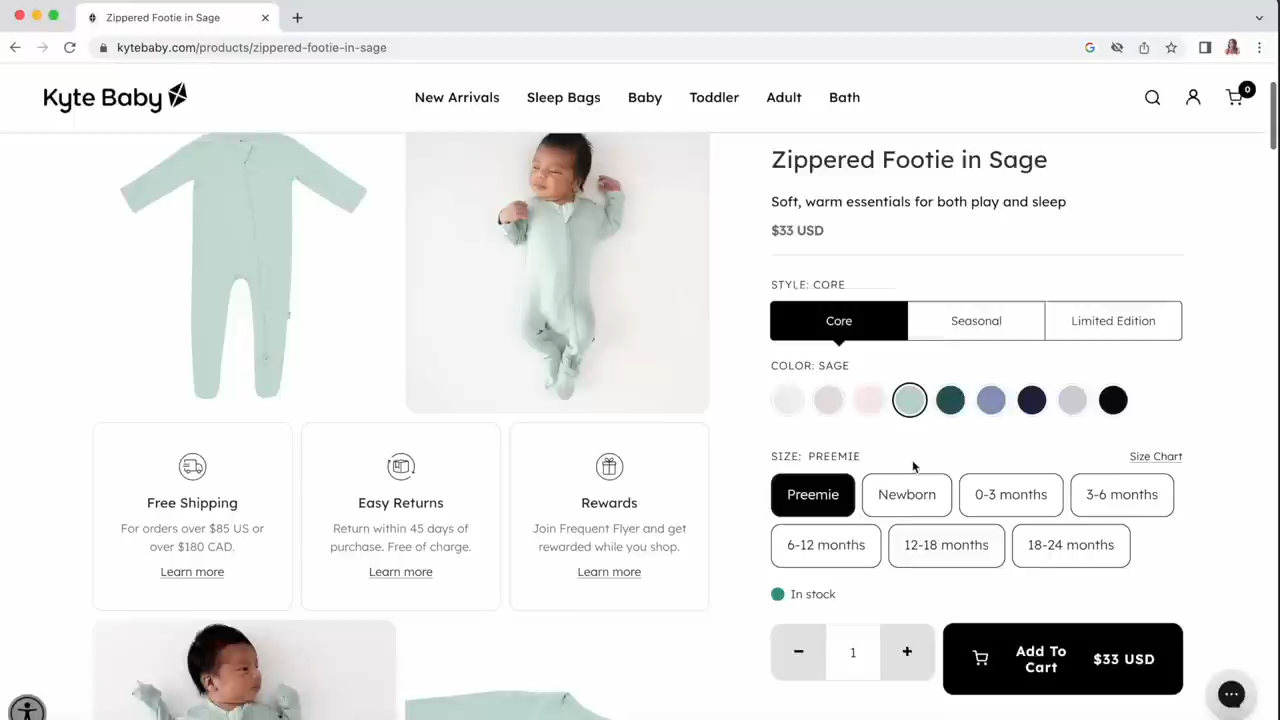 Zippered Footie in Sage
kytebaby.com/products/zippered-footie-in-sage
Kyte Baby
New Arrivals Sleep Bags Baby Toddler Adult Bath
0
Zippered Footie in Sage
Soft, warm essentials for both play and sleep
$33 USD
STYLE: CORE
Core Seasonal Limited Edition
COLOR: SAGE
SIZE: PREEMIE Size Chart
Preemie Newborn 0-3 months 3-6 months
6-12 months 12-18 months 18-24 months
In stock
1
Add To
Cart
$33 USD
Free Shipping
For orders over $85 US or
over $180 CAD.
Learn more
Easy Returns
Return within 45 days of
purchase. Free of charge.
Learn more
Rewards
Join Frequent Flyer and get
rewarded while you shop.
Learn more